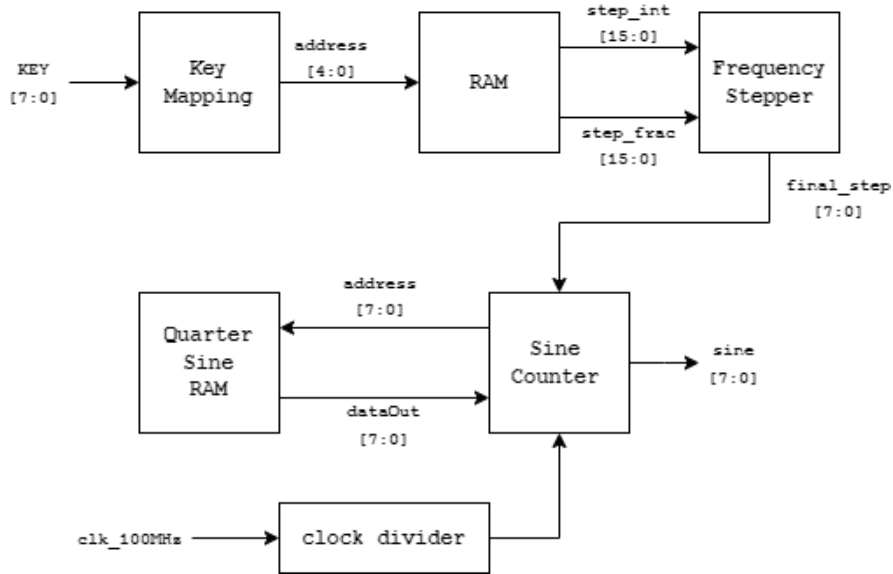 KEY
[7:0]
Key
Mapping
address
[4:0]
RAM
step_int
[15:0]
step_frac
[15:0]
Frequency
Stepper
final_step
[7:0]
Quarter
Sine
RAM
address
[7:0]
dataOut
[7:0]
Sine
Counter
sine
[7:0]
clk_100MHz
clock divider